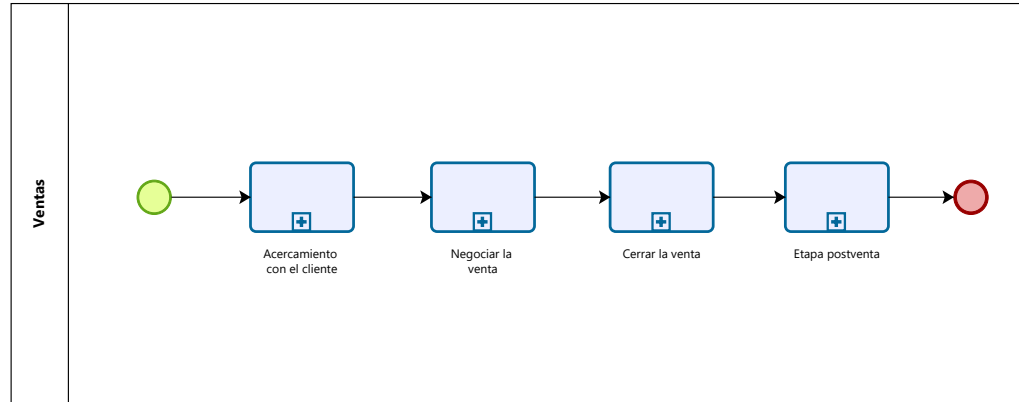 Ventas
Acercamiento
con el cliente
Negociar la
venta
Cerrar la venta
Etapa postventa